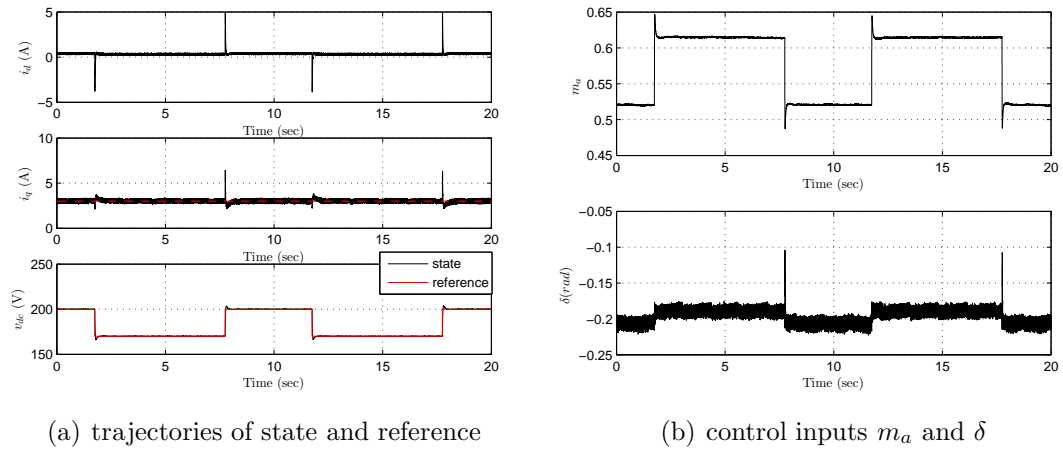 5
0
−5
0 5 10 15 20
i_d (A)
Time (sec)
10
5
0
0 5 10 15 20
i_q (A)
Time (sec)
250
200
150
0 5 10 15 20
v_dc (V)
Time (sec)
state
reference
(a) trajectories of state and reference
0.65
0.6
0.55
0.5
0.45
0 5 10 15 20
m_a
Time (sec)
−0.05
−0.1
−0.15
−0.2
−0.25
0 5 10 15 20
δ(rad)
Time (sec)
(b) control inputs m_a and δ